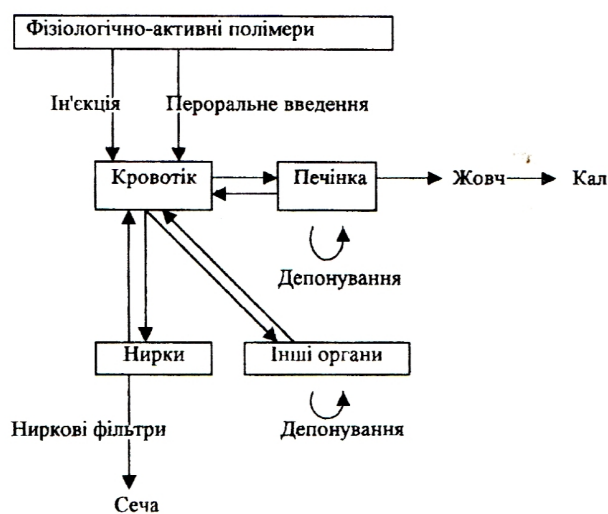 Фізіологічно-активні полімери
Ін'єкція
Пероральне введення
Кровотік
Печінка
Жовч
Кал
Депонування
Нирки
Інші органи
Ниркові фільтри
Депонування
Сеча